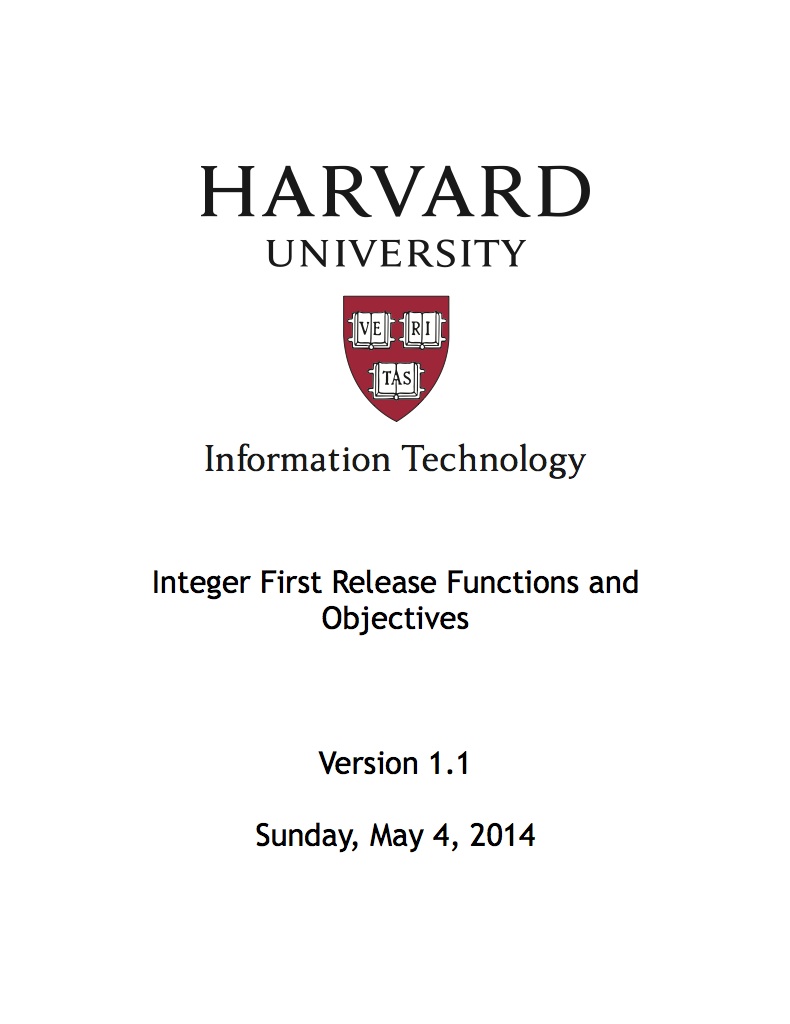 HARVARD
UNIVERSITY
VE RI
TAS
Information Technology
Integer First Release Functions and
Objectives
Version 1.1
Sunday, May 4, 2014